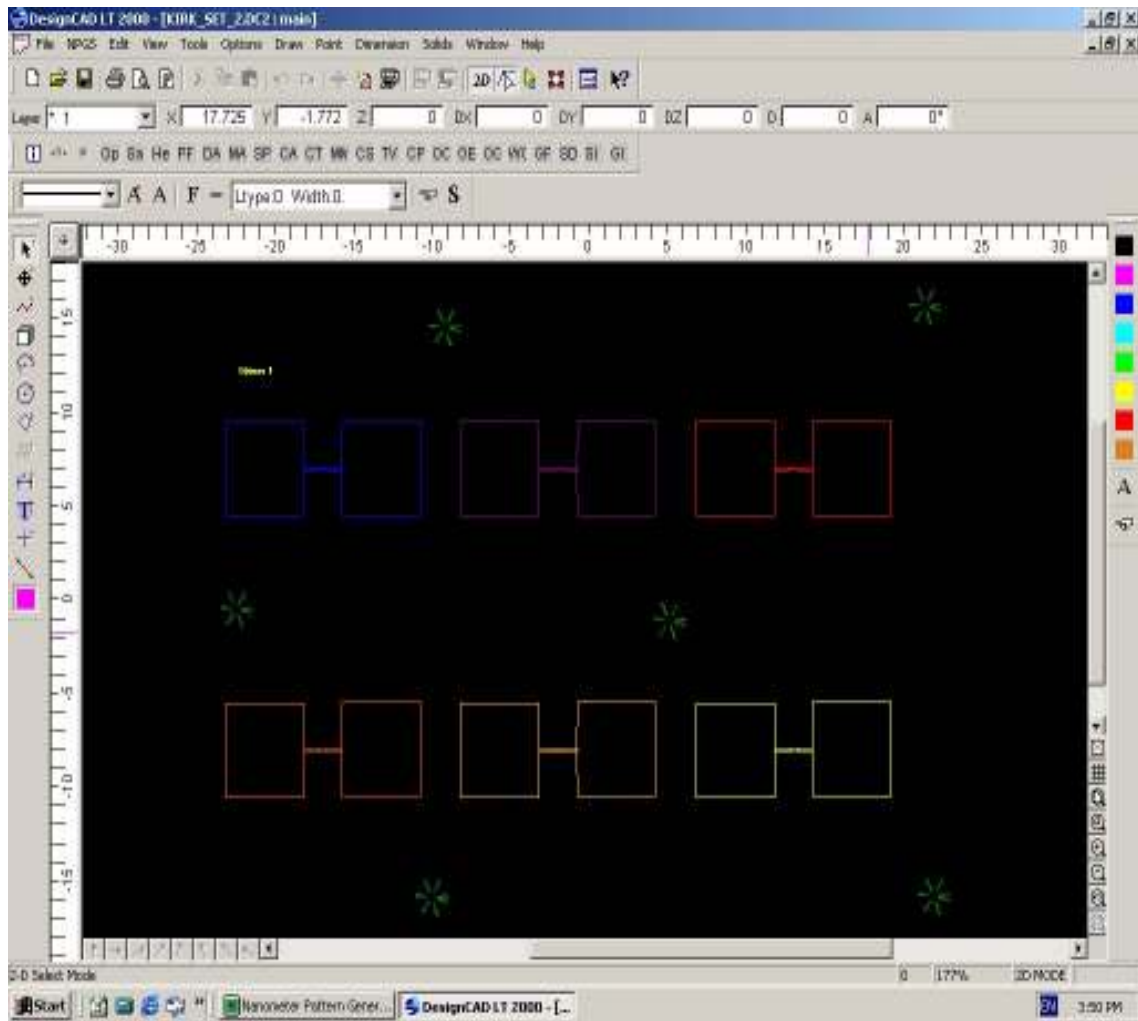 DesignCAD LT 2000 - [KIRK_SET_2.DC2 | main]
File NPGS Edit View Tools Options Draw Point Dimension Solids Window Help
2D
Layer * 1 X 17.725 Y -1.772 Z 0 DX 0 DY 0 DZ 0 D 0 A 0°
Op Sa He PF DA MA SP CA CT MW CS TV CP DC OE OC GF SD SI GI
A A F Ltype:0 Width:0. S
-30 -25 -20 -15 -10 -5 0 5 10 15 20 25 30
15
10
5
0
-5
-10
-15
T
A
2-D Select Mode 0 177% 2D MODE
Start Nanometer Pattern Gener... DesignCAD LT 2000 - [... EN 3:50 PM